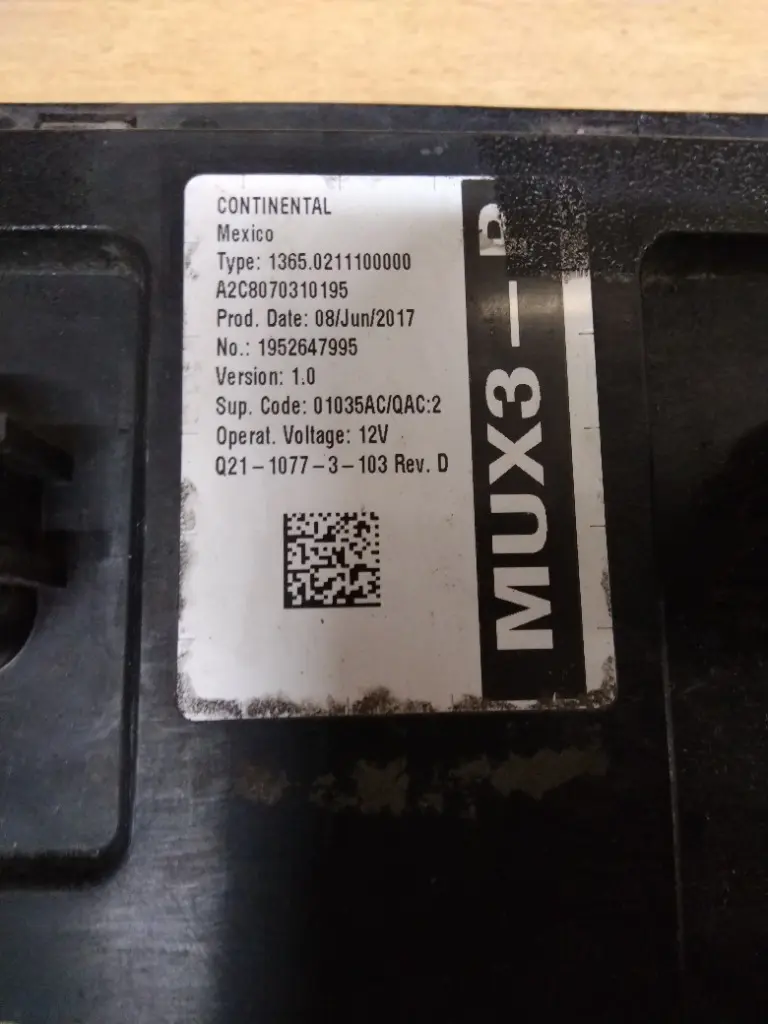 CONTINENTAL
Mexico
Type: 1365.0211100000
A2C8070310195
Prod. Date: 08/Jun/2017
No.: 1952647995
Version: 1.0
Sup. Code: 01035AC/QAC:2
Operat. Voltage: 12V
Q21-1077-3-103 Rev. D
MUX3-